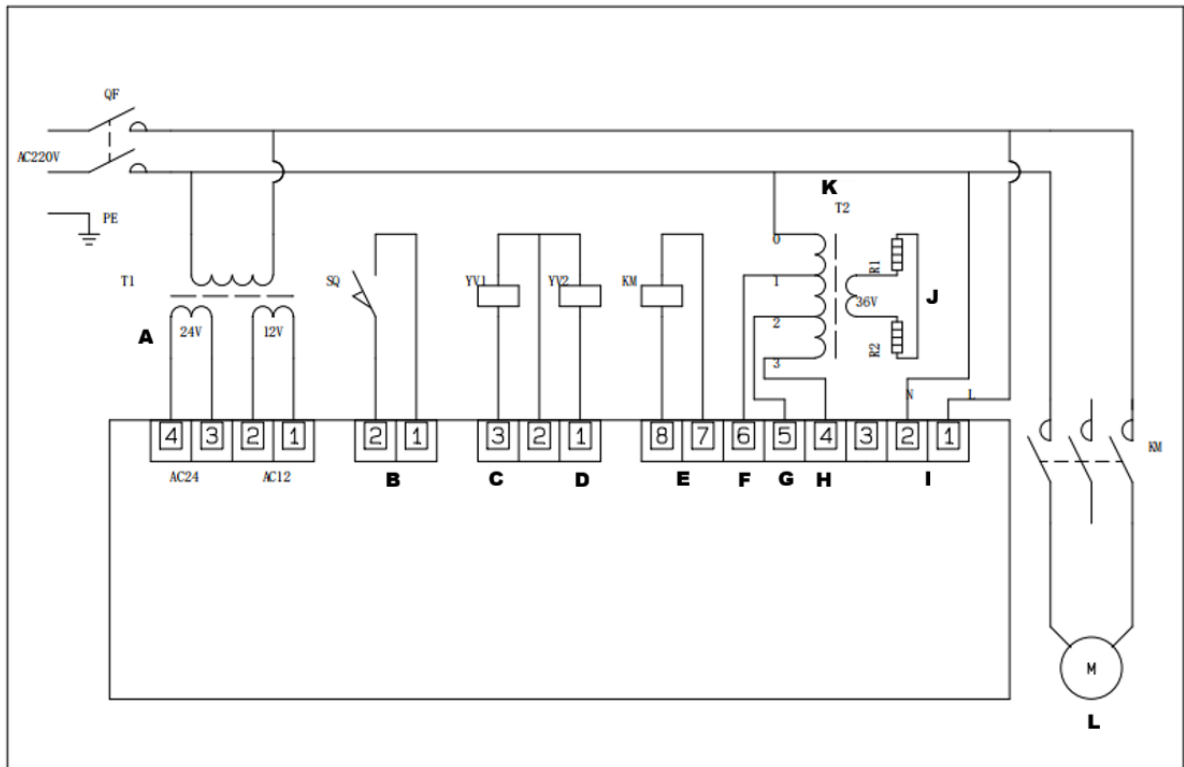 QF
AC220V
PE
K
T2
T1
A
24V
12V
SQ
YV1
YV2
KM
0
1
2
3
36V
R1
R2
J
N
L
4 3 2 1
2 1
3 2 1
8 7 6 5 4 3 2 1
AC24
AC12
B
C
D
E
F
G
H
I
KM
M
L